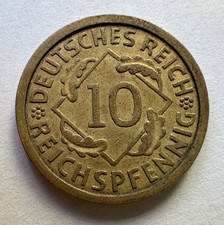 DEUTSCHES REICH
10
REICHSPFENNIG